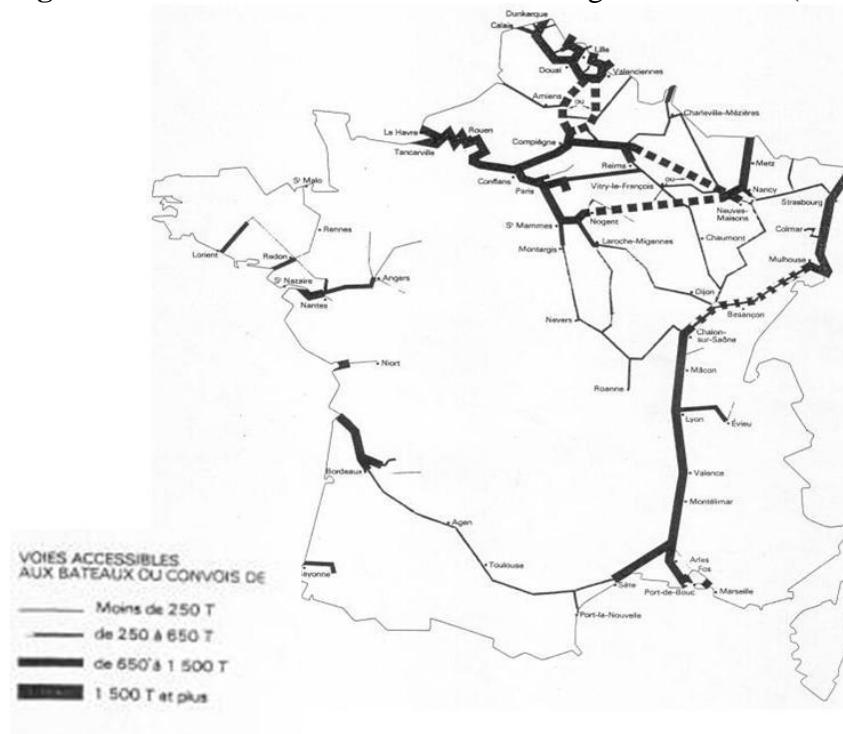 Dunkerque
Calais
Lille
Douai
Valenciennes
Amiens
ou
Charleville-Mézières
Le Havre
Rouen
Tancarville
Compiègne
Reims
Metz
Conflans
Paris
Vitry-le-François
ou
Nancy
Strasbourg
St Malo
Nogent
Neuves-
Maisons
Rennes
St Mammes
Laroche-Migennes
Chaumont
Colmar
Montargis
Lorient
Redon
Mulhouse
St Nazaire
Angers
Nantes
Dijon
Besançon
Nevers
Chalon-
sur-Saône
Niort
Mâcon
Roanne
Lyon
Évieu
Bordeaux
Valence
Montélimar
Agen
VOIES ACCESSIBLES
AUX BATEAUX OU CONVOIS DE
Toulouse
Arles
Fos
ayonne
Sète
Port-de-Bouc
Marseille
Port-la-Nouvelle
Moins de 250 T
de 250 à 650 T
de 650 à 1 500 T
1 500 T et plus